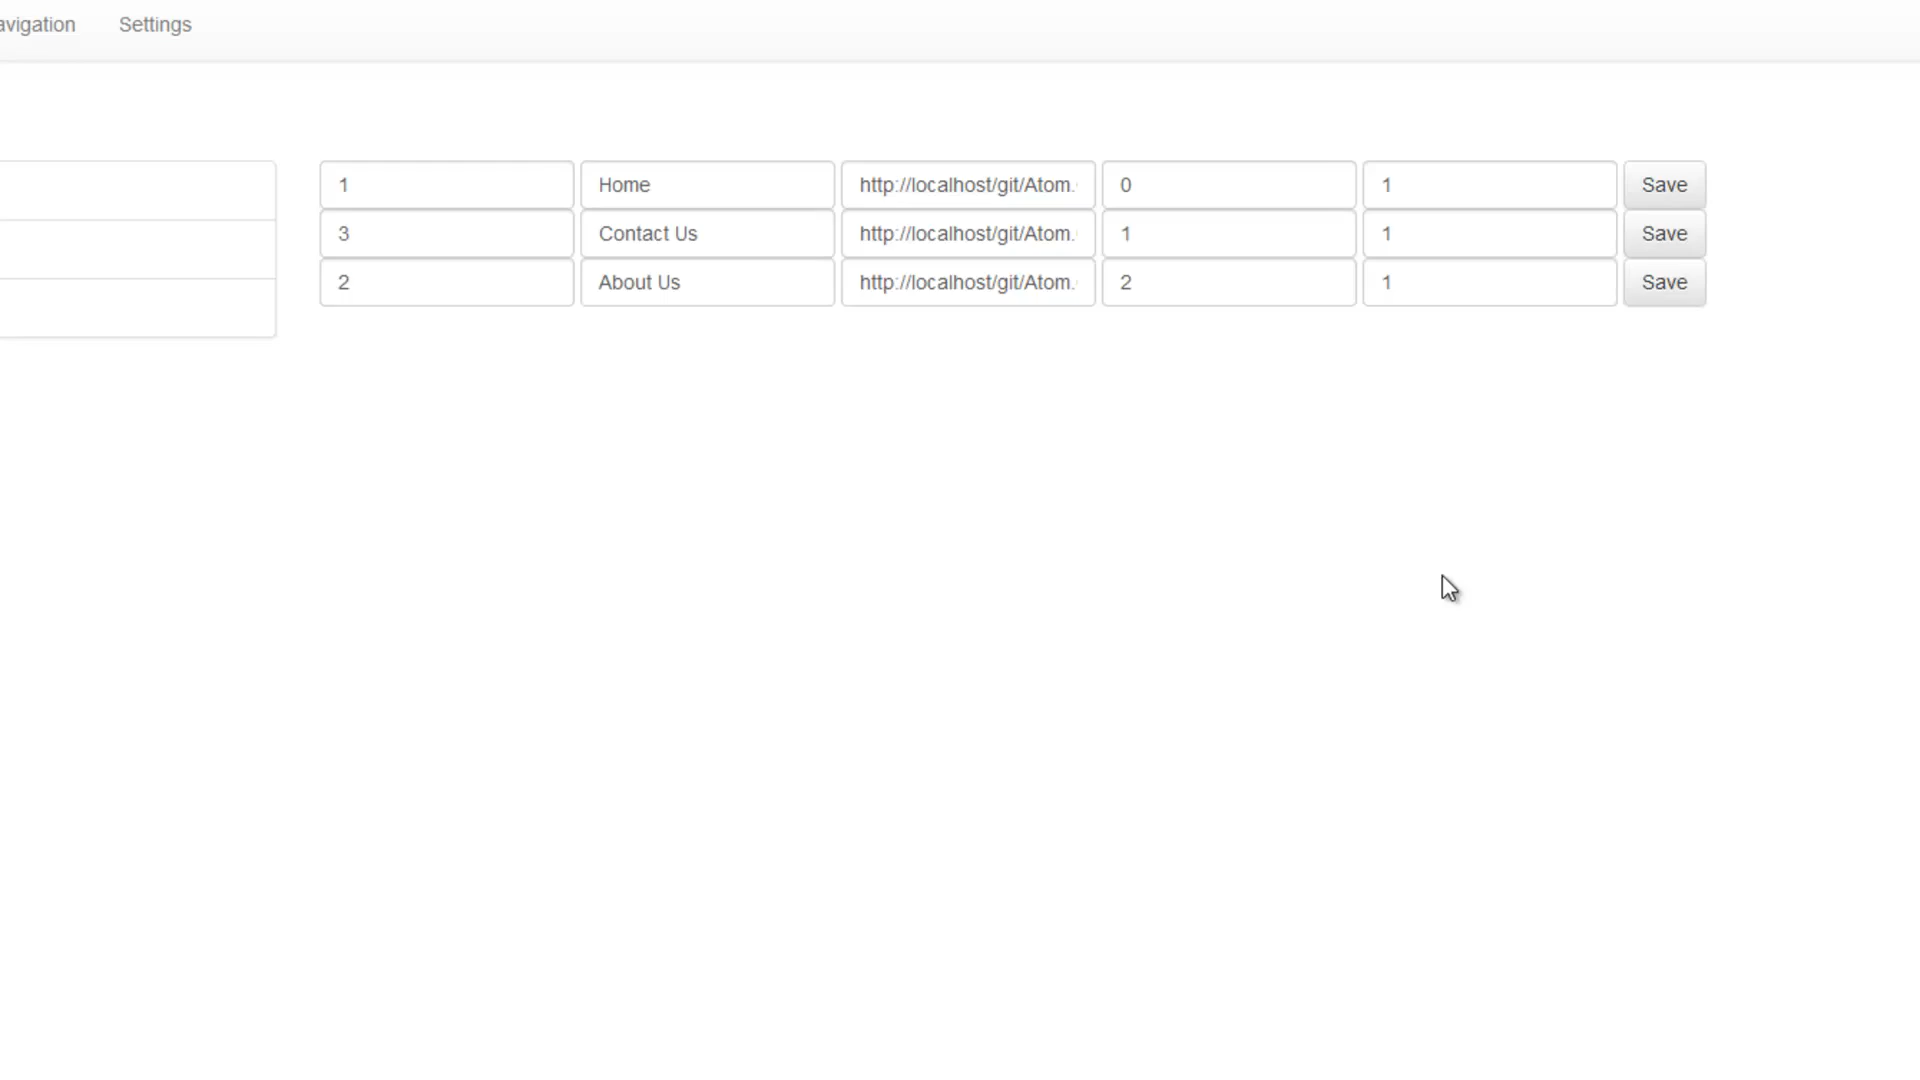 avigation Settings
1 Home http://localhost/git/Atom. 0 1 Save
3 Contact Us http://localhost/git/Atom. 1 1 Save
2 About Us http://localhost/git/Atom. 2 1 Save